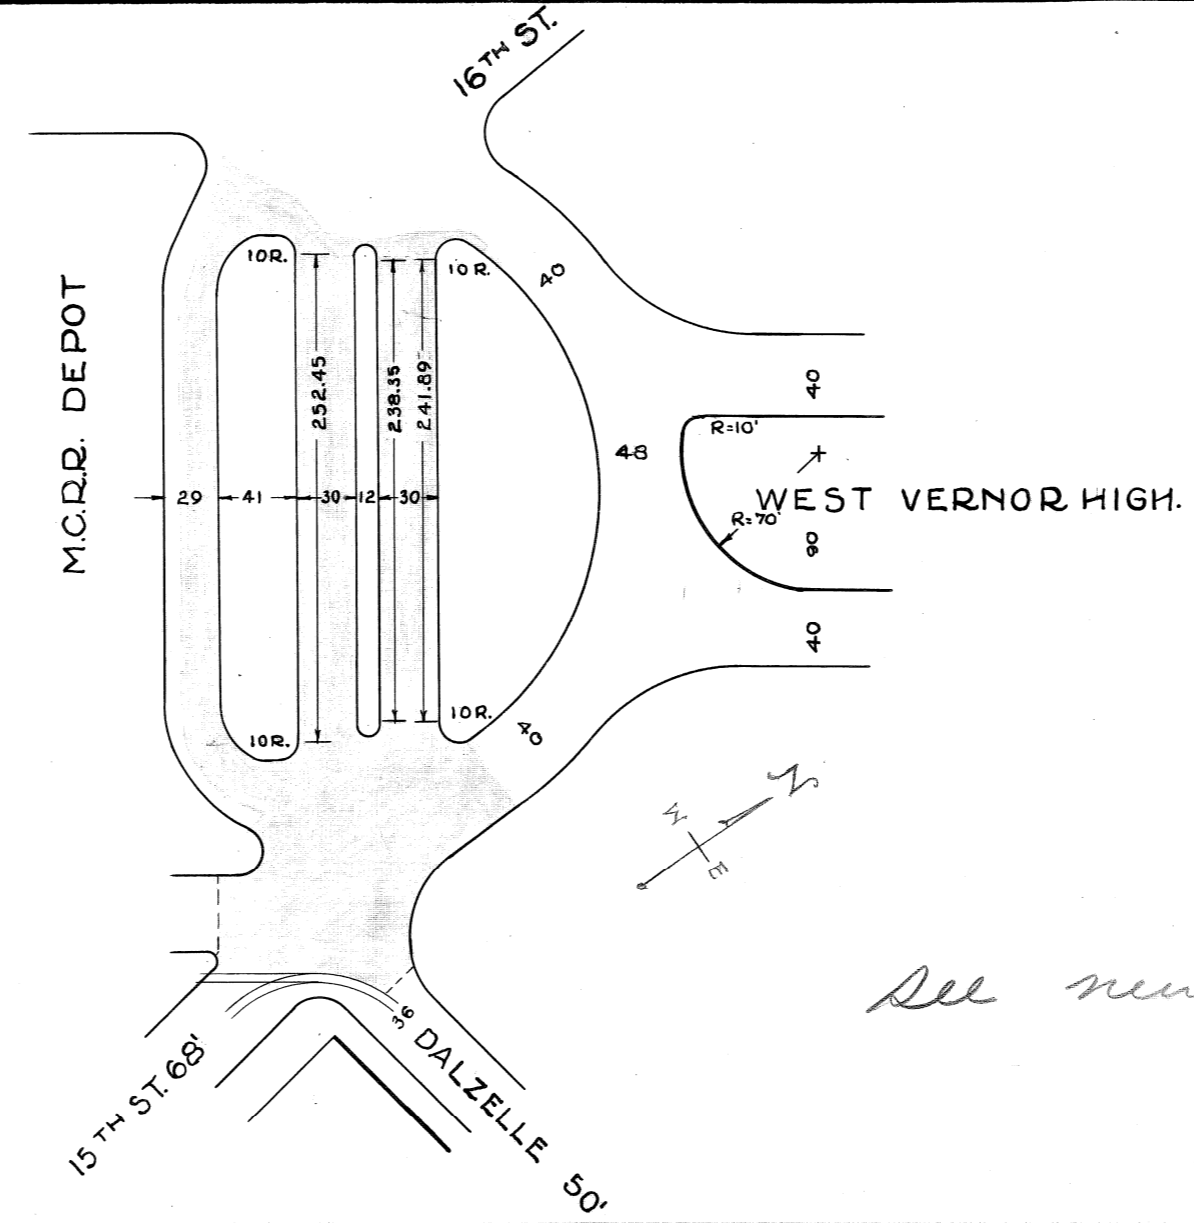 16TH ST.
M.C.R.R. DEPOT
10R.
10R.
40
252.45
238.35
241.89
40
R=10'
48
29
41
30
12
30
WEST VERNOR HIGH.
R=70'
90
40
10R.
10R.
40
N
W
E
See
36
DALZELLE 50'
15TH ST. 68'